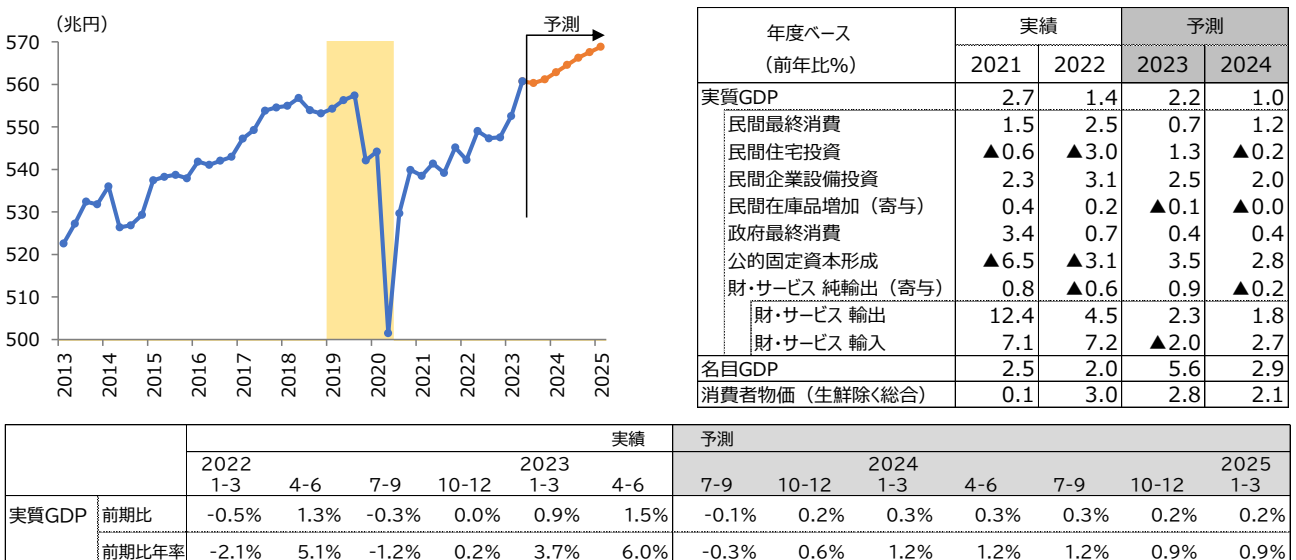 （兆円）
予測
570
560
550
540
530
520
510
500
2013
2014
2015
2016
2017
2018
2019
2020
2021
2022
2023
2024
2025
年度ベース 実績 予測
（前年比%） 2021 2022 2023 2024
実質GDP 2.7 1.4 2.2 1.0
民間最終消費 1.5 2.5 0.7 1.2
民間住宅投資 ▲0.6 ▲3.0 1.3 ▲0.2
民間企業設備投資 2.3 3.1 2.5 2.0
民間在庫品増加（寄与） 0.4 0.2 ▲0.1 ▲0.0
政府最終消費 3.4 0.7 0.4 0.4
公的固定資本形成 ▲6.5 ▲3.1 3.5 2.8
財・サービス 純輸出（寄与） 0.8 ▲0.6 0.9 ▲0.2
財・サービス 輸出 12.4 4.5 2.3 1.8
財・サービス 輸入 7.1 7.2 ▲2.0 2.7
名目GDP 2.5 2.0 5.6 2.9
消費者物価（生鮮除く総合） 0.1 3.0 2.8 2.1
実績 予測
2022 2023 2024 2025
1-3 4-6 7-9 10-12 1-3 4-6 7-9 10-12 1-3 4-6 7-9 10-12 1-3
実質GDP 前期比 -0.5% 1.3% -0.3% 0.0% 0.9% 1.5% -0.1% 0.2% 0.3% 0.3% 0.3% 0.2% 0.2%
前期比年率 -2.1% 5.1% -1.2% 0.2% 3.7% 6.0% -0.3% 0.6% 1.2% 1.2% 1.2% 0.9% 0.9%